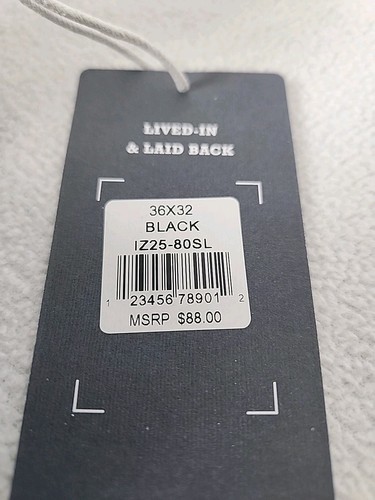 LIVED-IN
& LAID BACK
36X32
BLACK
IZ25-80SL
1 23456 78901 2
MSRP $88.00